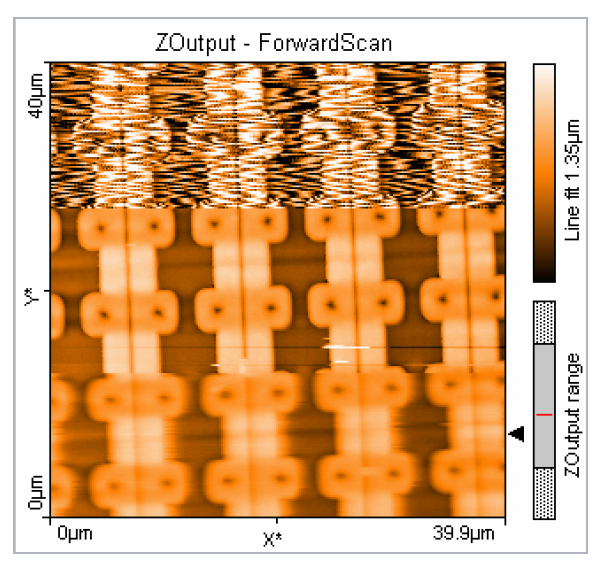 ZOutput - ForwardScan
40µm
Y*
0µm
0µm
X*
39.9µm
Line fit 1.35µm
ZOutput range